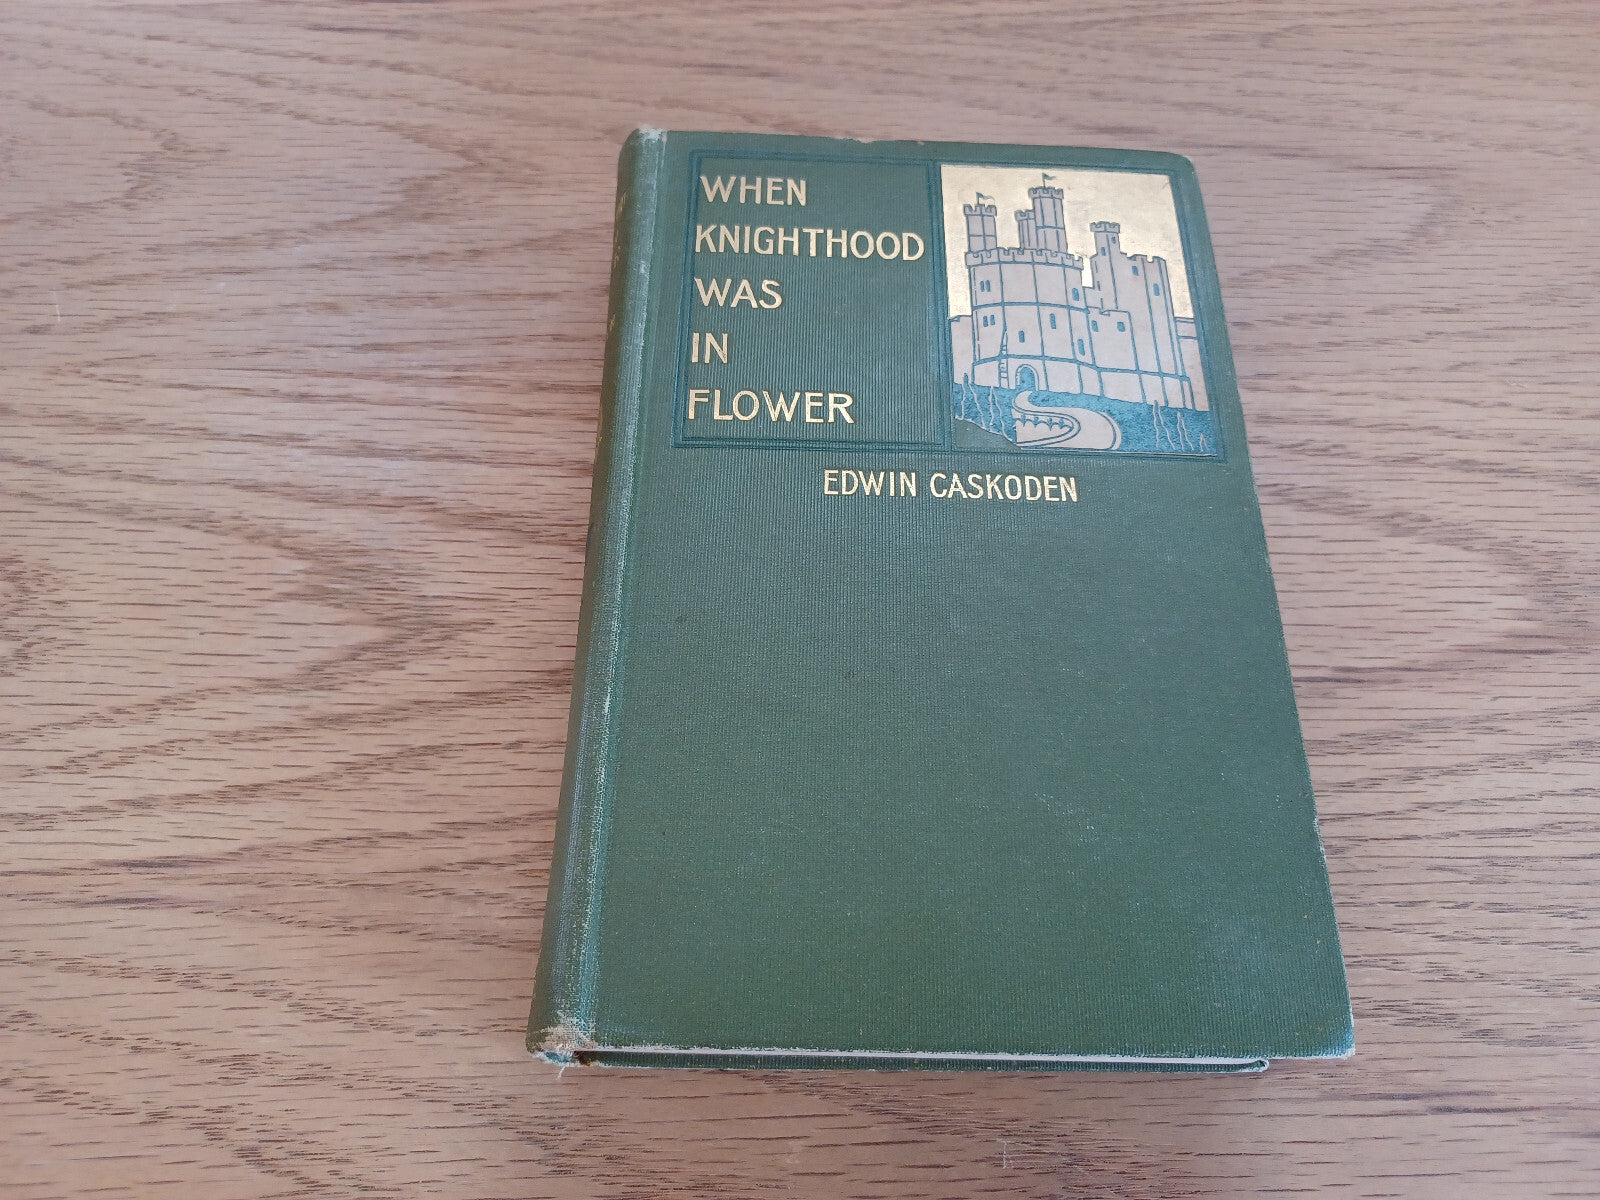 WHEN
KNIGHTHOOD
WAS
IN
FLOWER
EDWIN CASKODEN